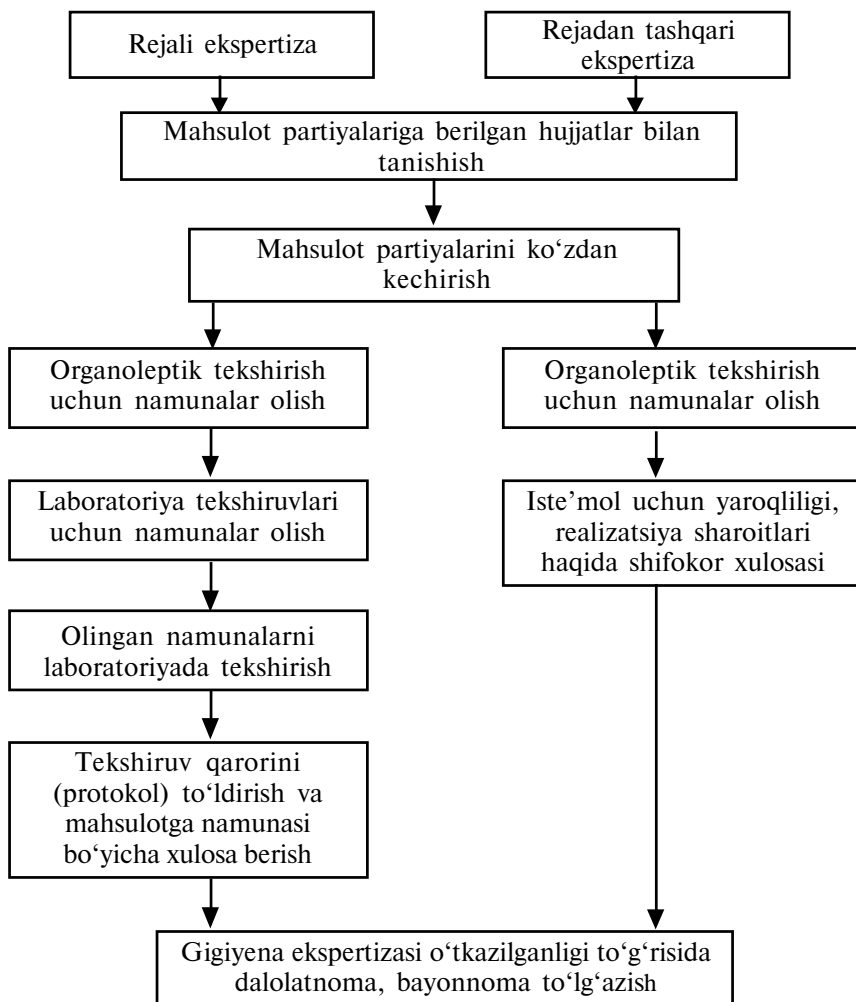 Rejali ekspertiza
Rejadan tashqari
ekspertiza
Mahsulot partiyalariga berilgan hujjatlar bilan
tanishish
Mahsulot partiyalarini ko‘zdan
kechirish
Organoleptik tekshirish
uchun namunalar olish
Organoleptik tekshirish
uchun namunalar olish
Laboratoriya tekshiruvlari
uchun namunalar olish
Iste’mol uchun yaroqliligi,
realizatsiya sharoitlari
haqida shifokor xulosasi
Olingan namunalarni
laboratoriyada tekshirish
Tekshiruv qarorini
(protokol) to‘ldirish va
mahsulotga namunasi
bo‘yicha xulosa berish
Gigiyena ekspertizasi o‘tkazilganligi to‘g‘risida
dalolatnoma, bayonnoma to‘lg‘azish